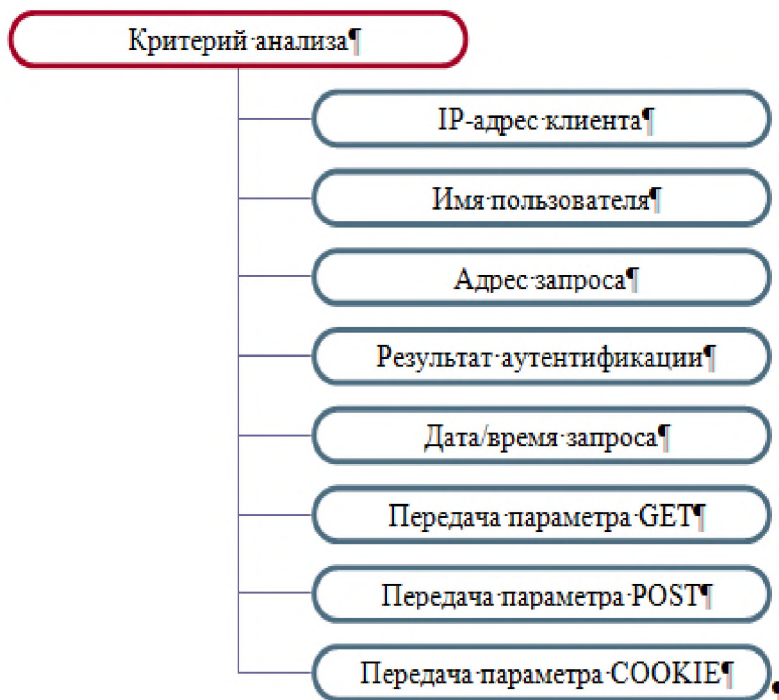 Критерий анализа¶
IP-адрес клиента¶
Имя пользователя¶
Адрес запроса¶
Результат аутентификации¶
Дата/время запроса¶
Передача параметра GET¶
Передача параметра POST¶
Передача параметра COOKIE¶